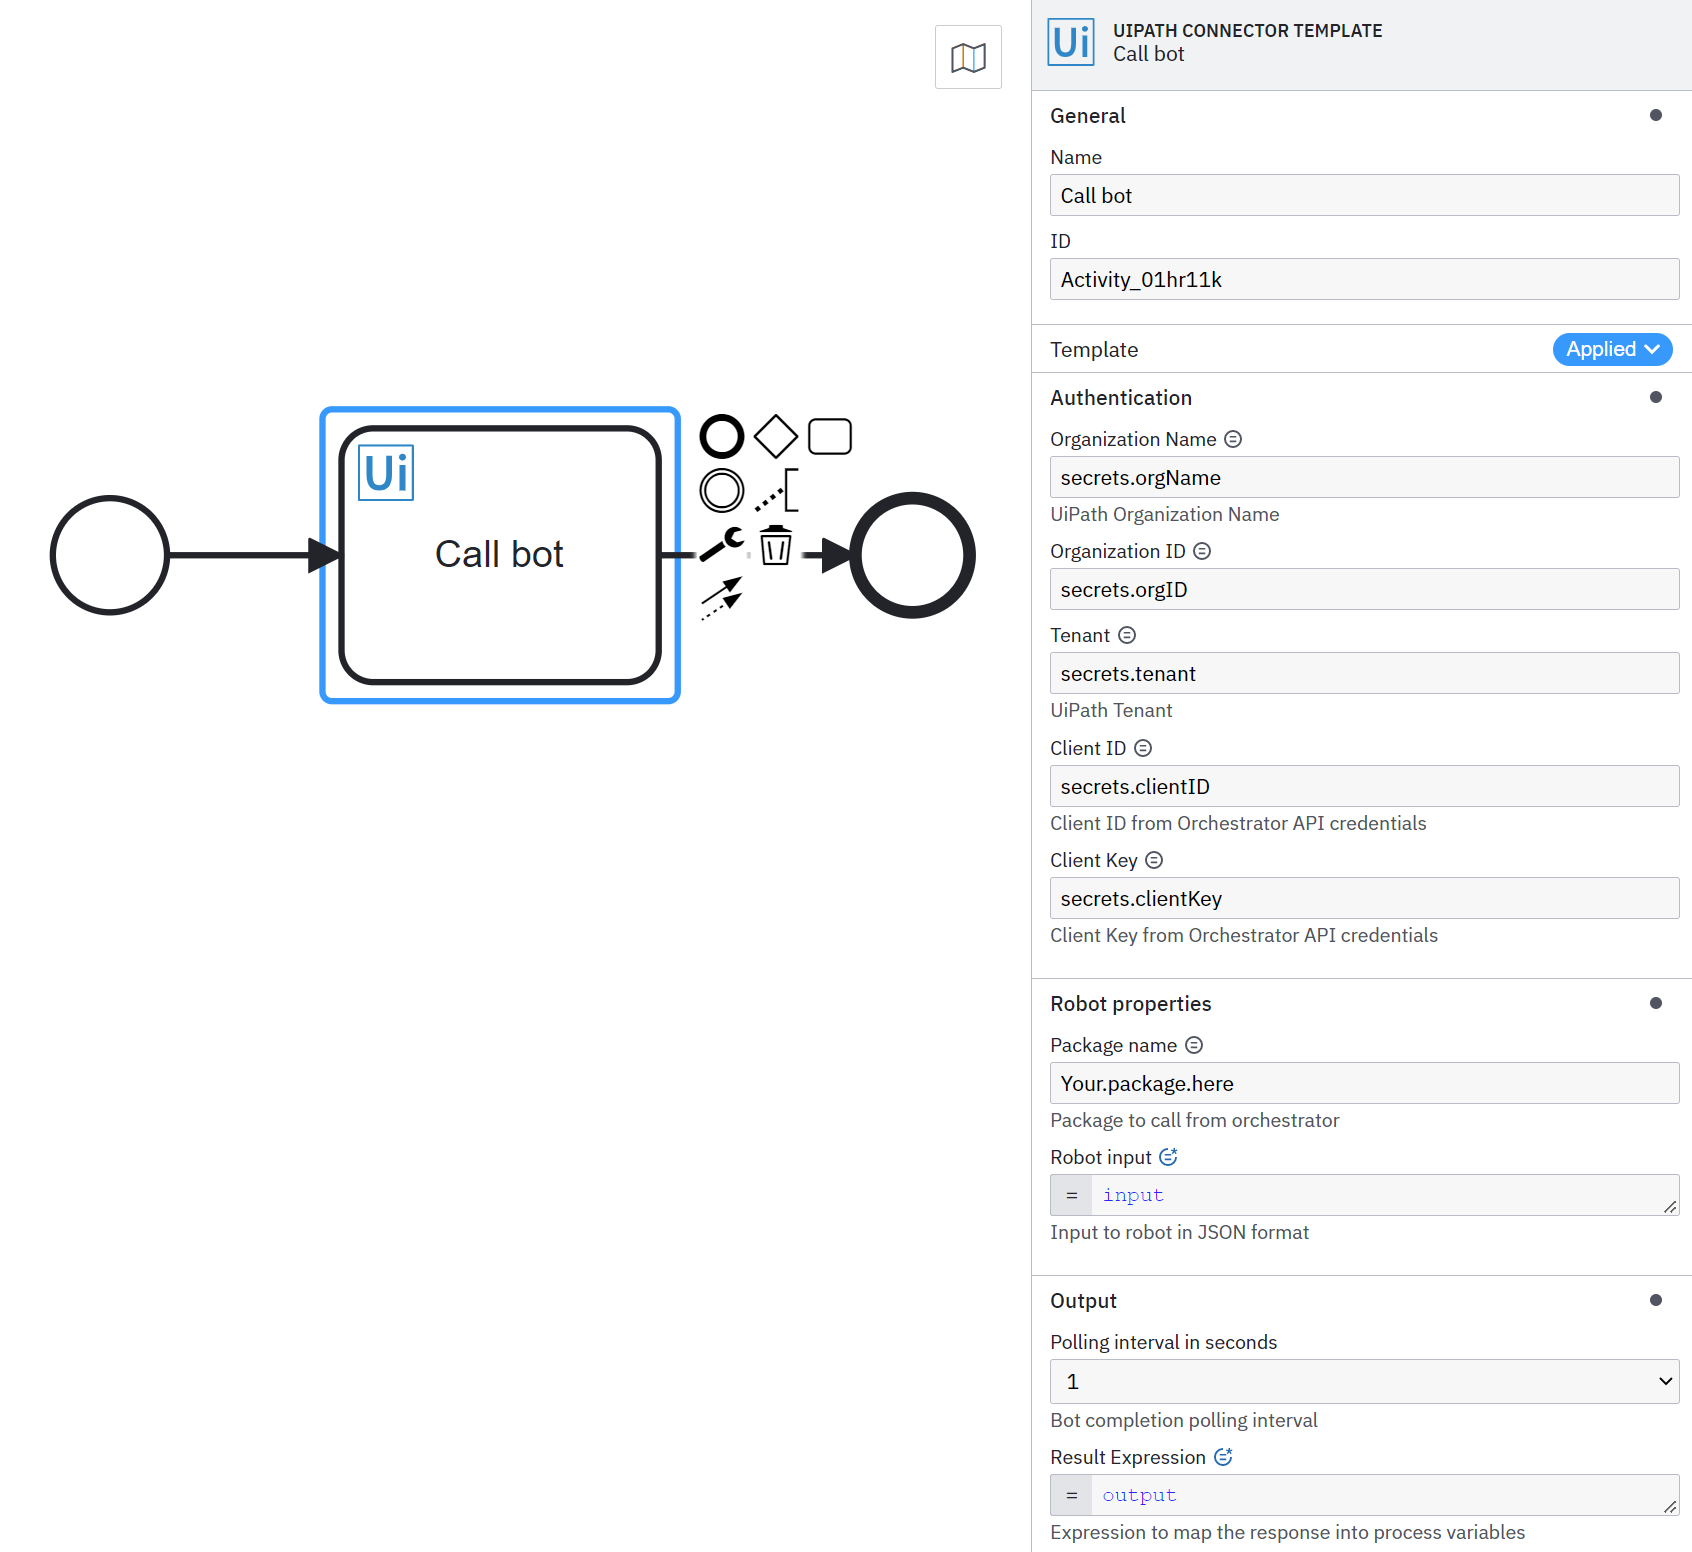 Ui
Call bot
Ui
UIPATH CONNECTOR TEMPLATE
Call bot
General
Name
Call bot
ID
Activity_01hr11k
Template
Applied
Authentication
Organization Name
secrets.orgName
UiPath Organization Name
Organization ID
secrets.orgID
Tenant
secrets.tenant
UiPath Tenant
Client ID
secrets.clientID
Client ID from Orchestrator API credentials
Client Key
secrets.clientKey
Client Key from Orchestrator API credentials
Robot properties
Package name
Your.package.here
Package to call from orchestrator
Robot input
= input
Input to robot in JSON format
Output
Polling interval in seconds
1
Bot completion polling interval
Result Expression
= output
Expression to map the response into process variables